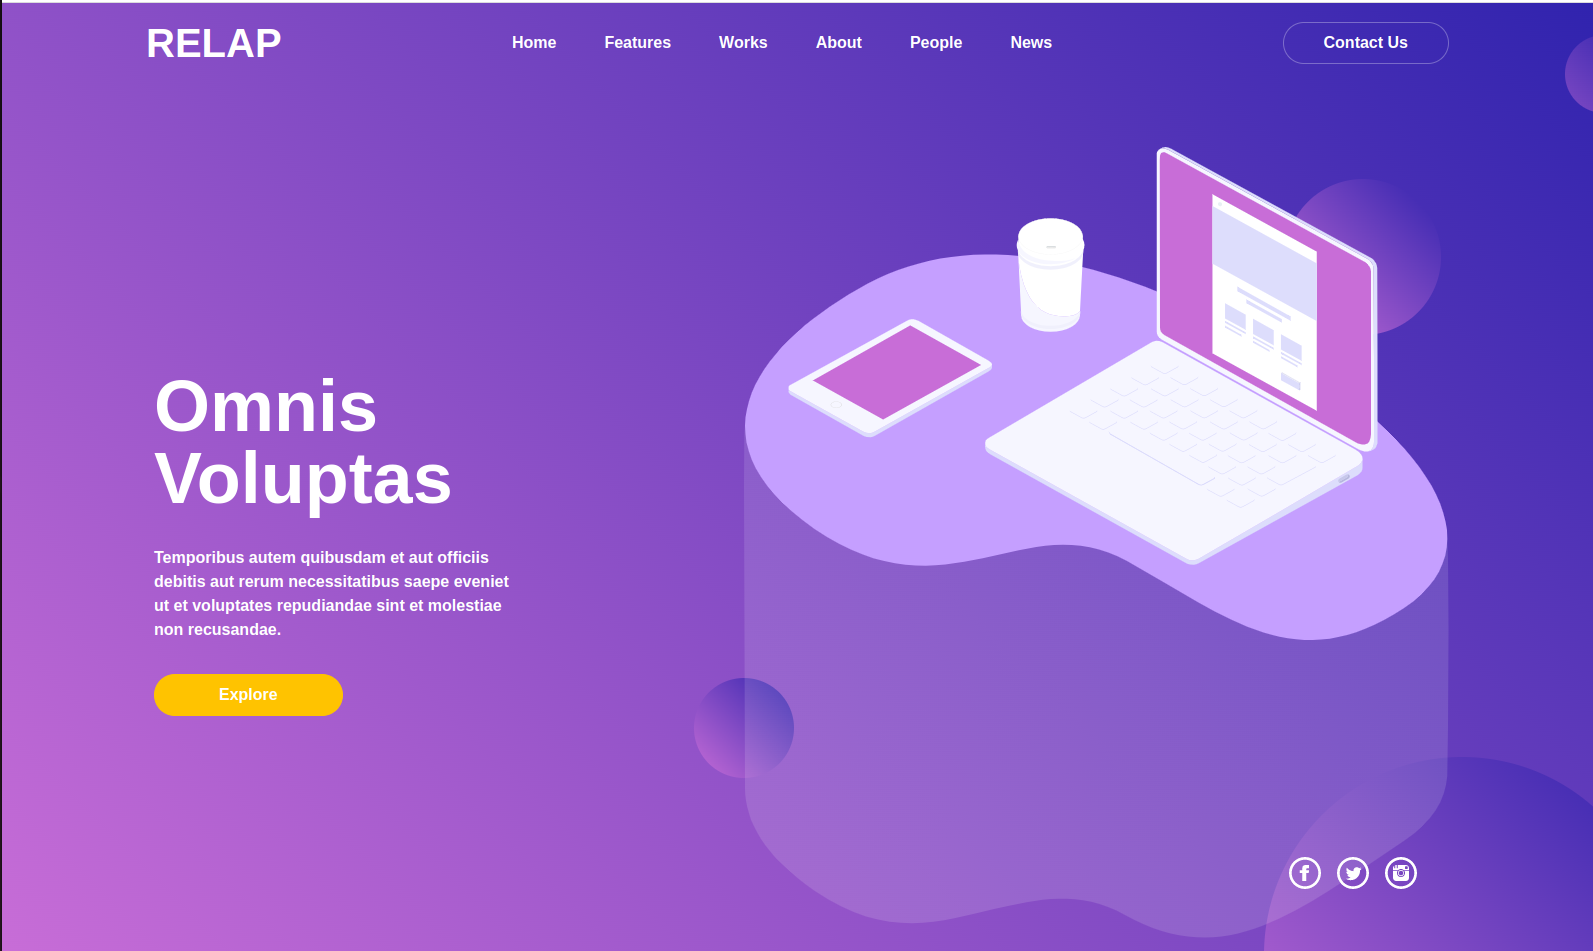 RELAP
Home Features Works About People News
Contact Us
Omnis
Voluptas
Temporibus autem quibusdam et aut officiis
debitis aut rerum necessitatibus saepe eveniet
ut et voluptates repudiandae sint et molestiae
non recusandae.
Explore